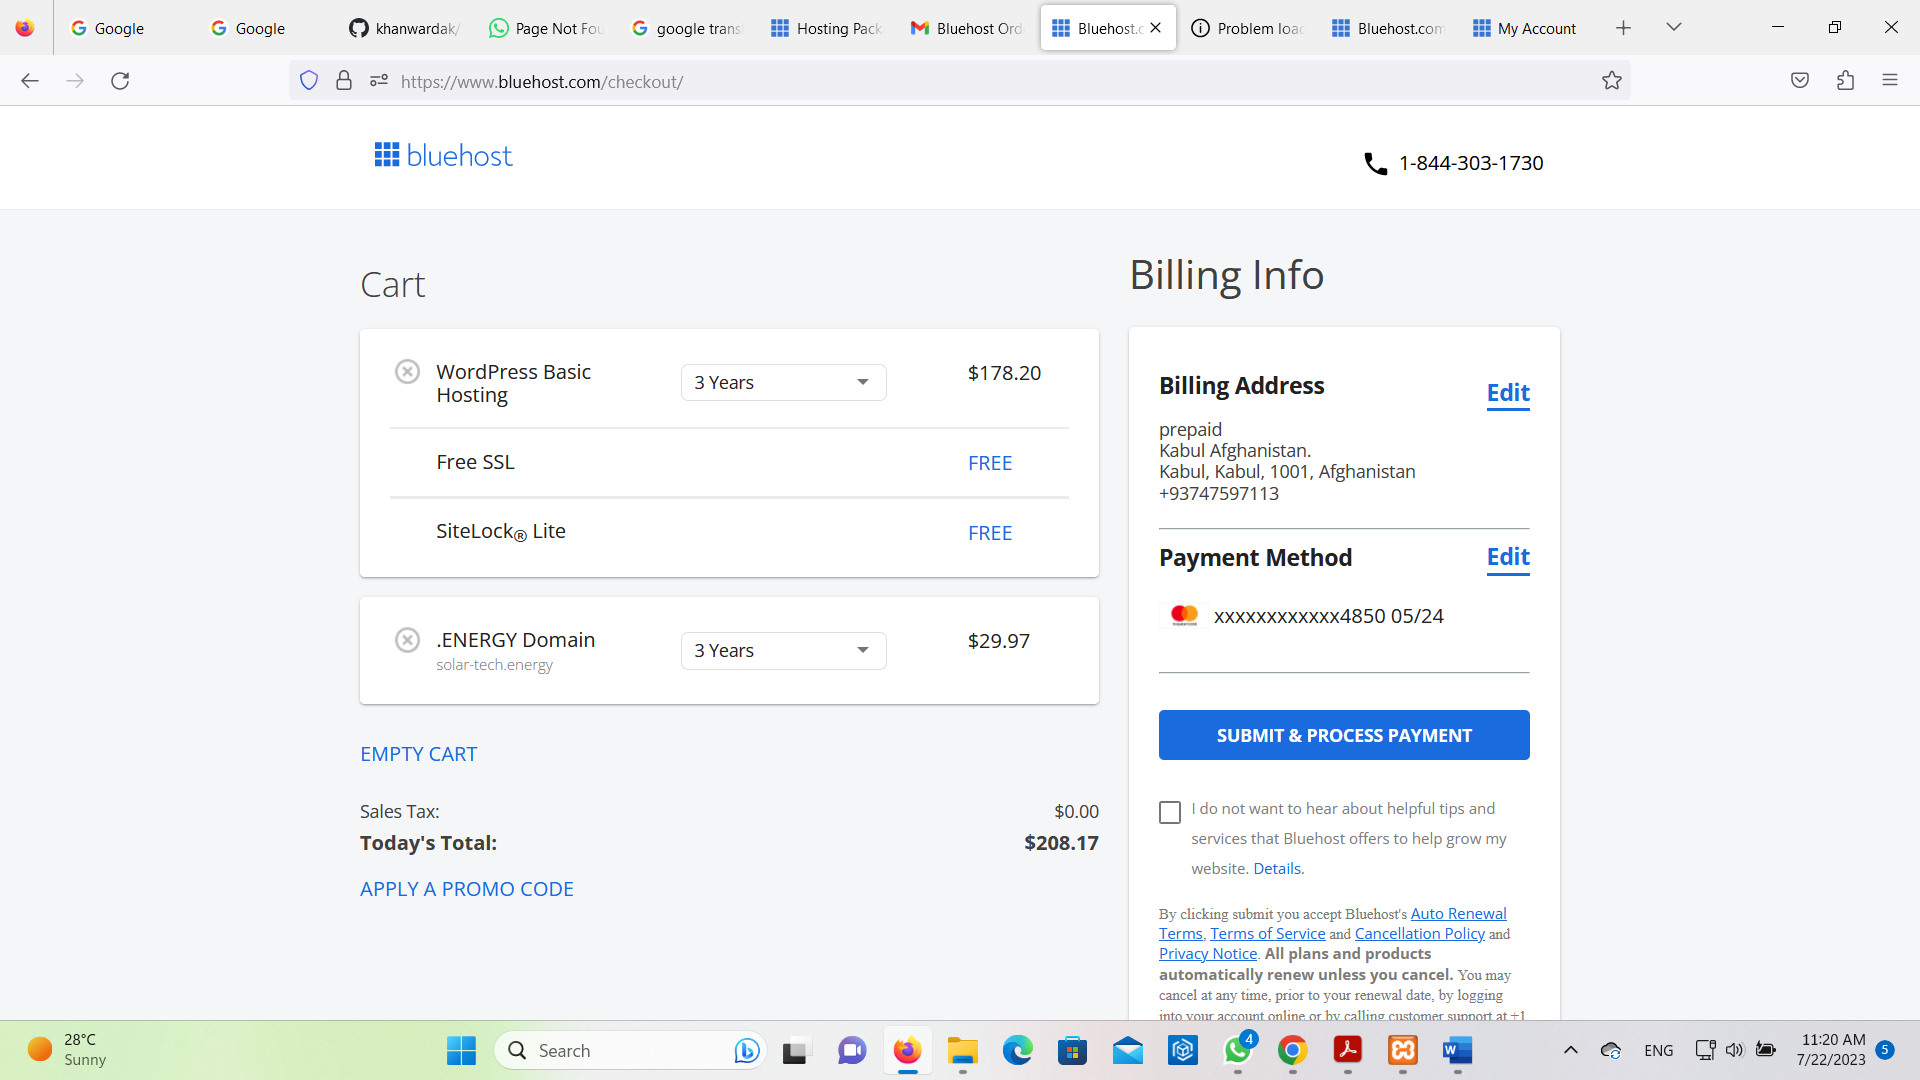 Google
Google
khanwardak/
Page Not Fou
google trans
Hosting Pack
Bluehost Ord
Bluehost.c
Problem load
Bluehost.com
My Account
https://www.bluehost.com/checkout/
bluehost
1-844-303-1730
Cart
WordPress Basic
Hosting
3 Years
$178.20
Free SSL
FREE
SiteLock® Lite
FREE
.ENERGY Domain
solar-tech.energy
3 Years
$29.97
EMPTY CART
Sales Tax:
$0.00
Today's Total:
$208.17
APPLY A PROMO CODE
Billing Info
Billing Address
Edit
prepaid
Kabul Afghanistan.
Kabul, Kabul, 1001, Afghanistan
+93747597113
Payment Method
Edit
xxxxxxxxxxxx4850 05/24
SUBMIT & PROCESS PAYMENT
I do not want to hear about helpful tips and
services that Bluehost offers to help grow my
website. Details.
By clicking submit you accept Bluehost's Auto Renewal
Terms, Terms of Service and Cancellation Policy and
Privacy Notice. All plans and products
automatically renew unless you cancel. You may
cancel at any time, prior to your renewal date, by logging
into your account online or by calling customer support at +1
28°C
Sunny
Search
4
ENG
11:20 AM
7/22/2023
5